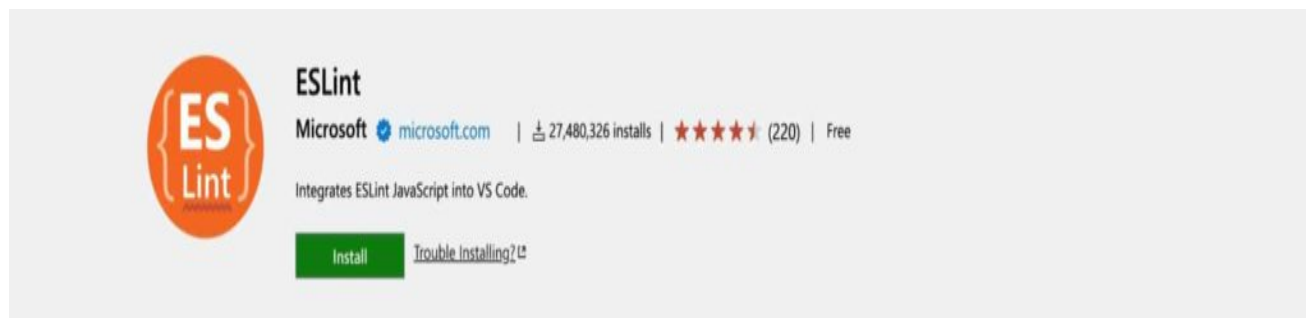 {ES}
Lint
ESLint
Microsoft microsoft.com | 27,480,326 installs | (220) | Free
Integrates ESLint JavaScript into VS Code.
Install Trouble Installing?